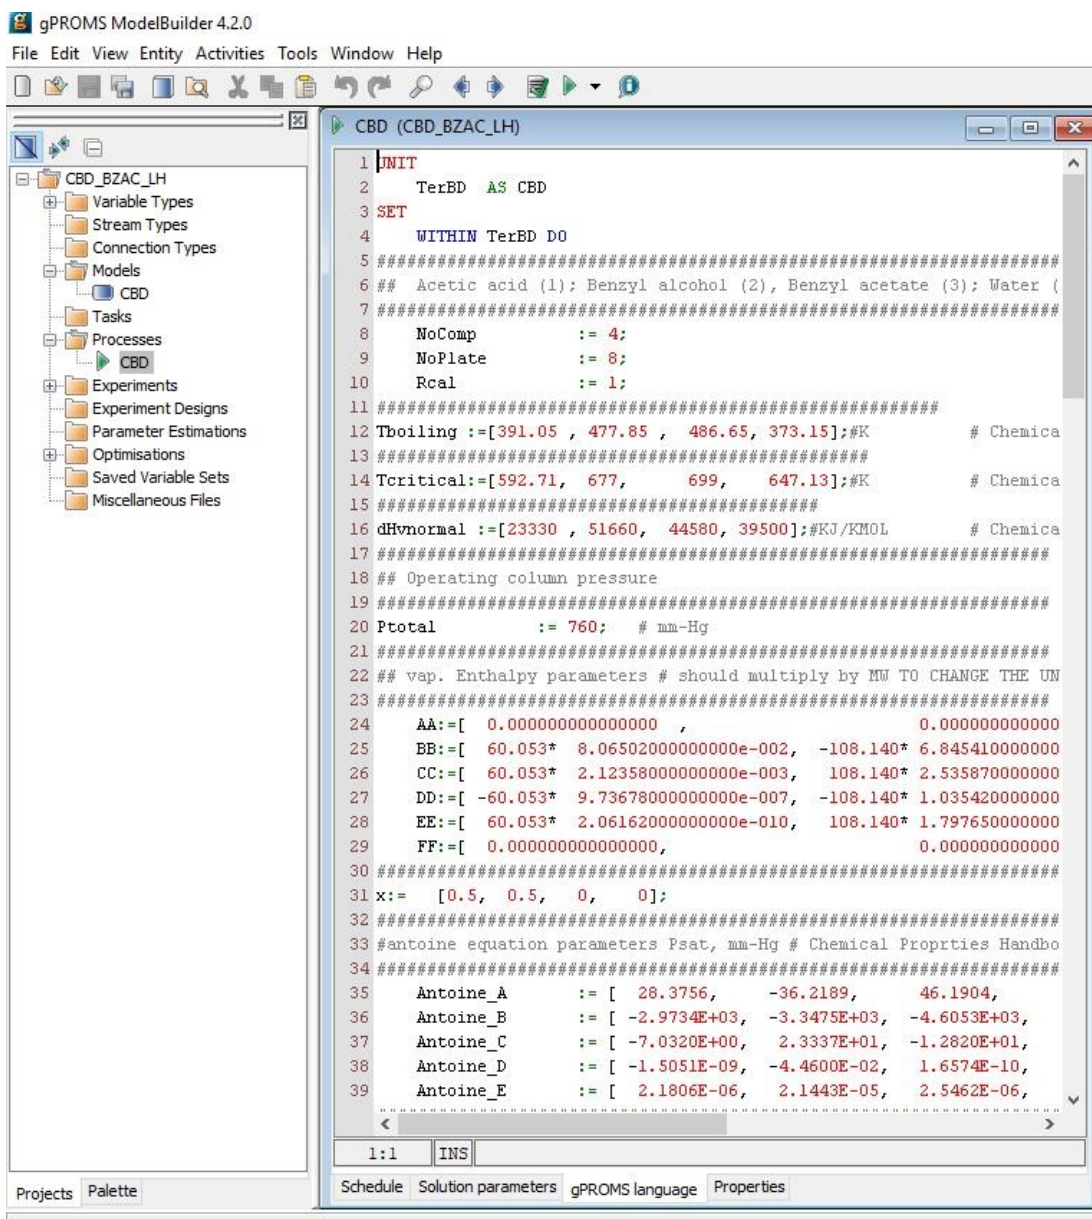 gPROMS ModelBuilder 4.2.0
File Edit View Entity Activities Tools Window Help
CBD_BZAC_LH
Variable Types
Stream Types
Connection Types
Models
CBD
Tasks
Processes
CBD
Experiments
Experiment Designs
Parameter Estimations
Optimisations
Saved Variable Sets
Miscellaneous Files
Projects Palette
CBD (CBD_BZAC_LH)
1 UNIT
2 TerBD AS CBD
3 SET
4 WITHIN TerBD DO
5 ####################################################################
6 ## Acetic acid (1); Benzyl alcohol (2), Benzyl acetate (3); Water (
7 ####################################################################
8 NoComp := 4;
9 NoPlate := 8;
10 Rcal := 1;
11 ########################################################
12 Tboiling :=[391.05 , 477.85 , 486.65, 373.15];#K # Chemica
13 #################################################
14 Tcritical:=[592.71, 677, 699, 647.13];#K # Chemica
15 ############################################
16 dHvnormal :=[23330 , 51660, 44580, 39500];#KJ/KMOL # Chemica
17 ###################################################################
18 ## Operating column pressure
19 ###################################################################
20 Ptotal := 760; # mm-Hg
21 ###################################################################
22 ## vap. Enthalpy parameters # should multiply by MW TO CHANGE THE UN
23 ###################################################################
24 AA:=[ 0.000000000000000 , 0.000000000000
25 BB:=[ 60.053* 8.06502000000000e-002, -108.140* 6.845410000000
26 CC:=[ 60.053* 2.12358000000000e-003, 108.140* 2.535870000000
27 DD:=[ -60.053* 9.73678000000000e-007, -108.140* 1.035420000000
28 EE:=[ 60.053* 2.06162000000000e-010, 108.140* 1.797650000000
29 FF:=[ 0.000000000000000, 0.000000000000
30 ####################################################################
31 x:= [0.5, 0.5, 0, 0];
32 ####################################################################
33 #antoine equation parameters Psat, mm-Hg # Chemical Proprties Handbo
34 ####################################################################
35 Antoine_A := [ 28.3756, -36.2189, 46.1904,
36 Antoine_B := [ -2.9734E+03, -3.3475E+03, -4.6053E+03,
37 Antoine_C := [ -7.0320E+00, 2.3337E+01, -1.2820E+01,
38 Antoine_D := [ -1.5051E-09, -4.4600E-02, 1.6574E-10,
39 Antoine_E := [ 2.1806E-06, 2.1443E-05, 2.5462E-06,
1:1 INS
Schedule Solution parameters gPROMS language Properties